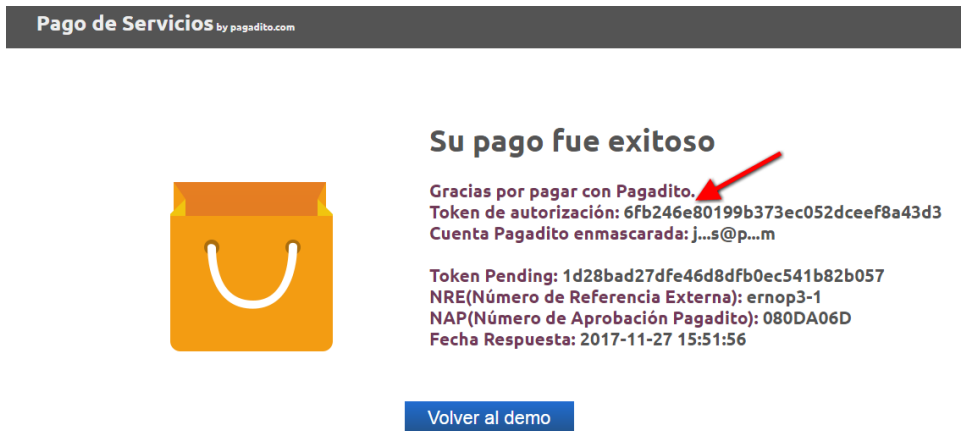 Pago de Servicios by pagadito.com
Su pago fue exitoso
Gracias por pagar con Pagadito.
Token de autorización: 6fb246e80199b373ec052dceef8a43d3
Cuenta Pagadito enmascarada: j...s@p...m
Token Pending: 1d28bad27dfe46d8dfb0ec541b82b057
NRE(Número de Referencia Externa): ernop3-1
NAP(Número de Aprobación Pagadito): 080DA06D
Fecha Respuesta: 2017-11-27 15:51:56
Volver al demo